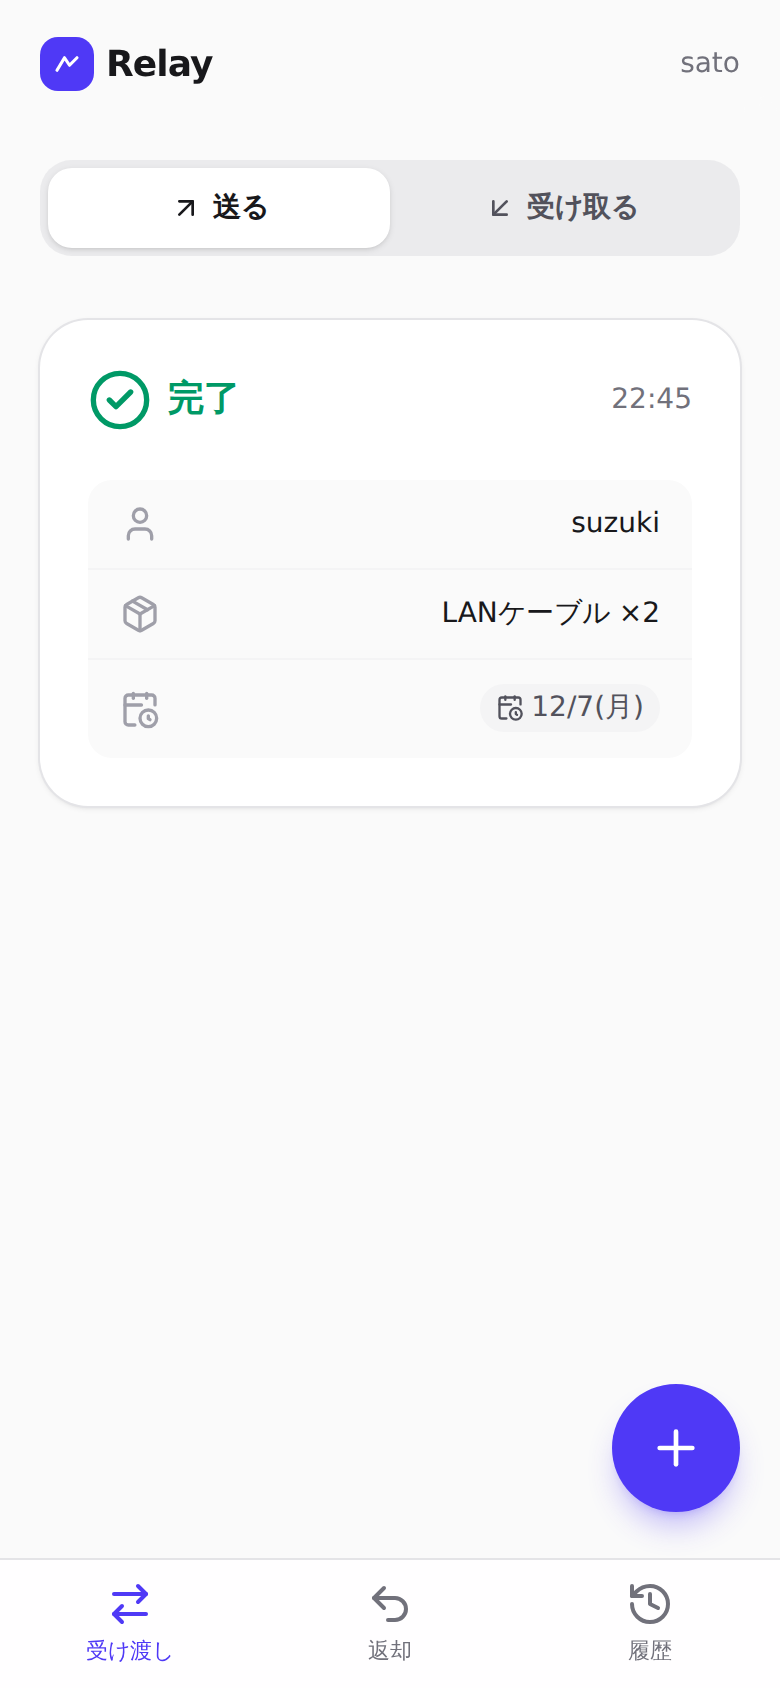 Relay
sato
送る
受け取る
完了
22:45
suzuki
LANケーブル ×2
12/7(月)
受け渡し
返却
履歴